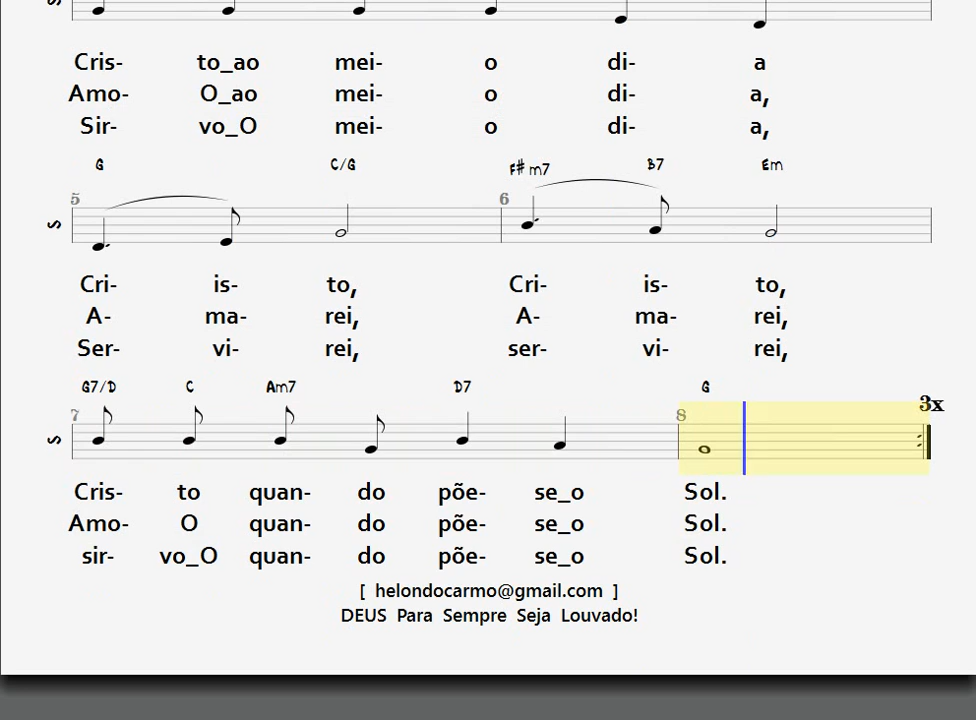 S
Cris- to_ao mei- o di- a
Amo- O_ao mei- o di- a,
Sir- vo_O mei- o di- a,
G C/G F# m7 B7 Em
5 6
S
Cri- is- to, Cri- is- to,
A- ma- rei, A- ma- rei,
Ser- vi- rei, ser- vi- rei,
G7/D C Am7 D7 G
3x
7 8
S
Cris- to quan- do põe- se_o Sol.
Amo- O quan- do põe- se_o Sol.
sir- vo_O quan- do põe- se_o Sol.
[ helondocarmo@gmail.com ]
DEUS Para Sempre Seja Louvado!